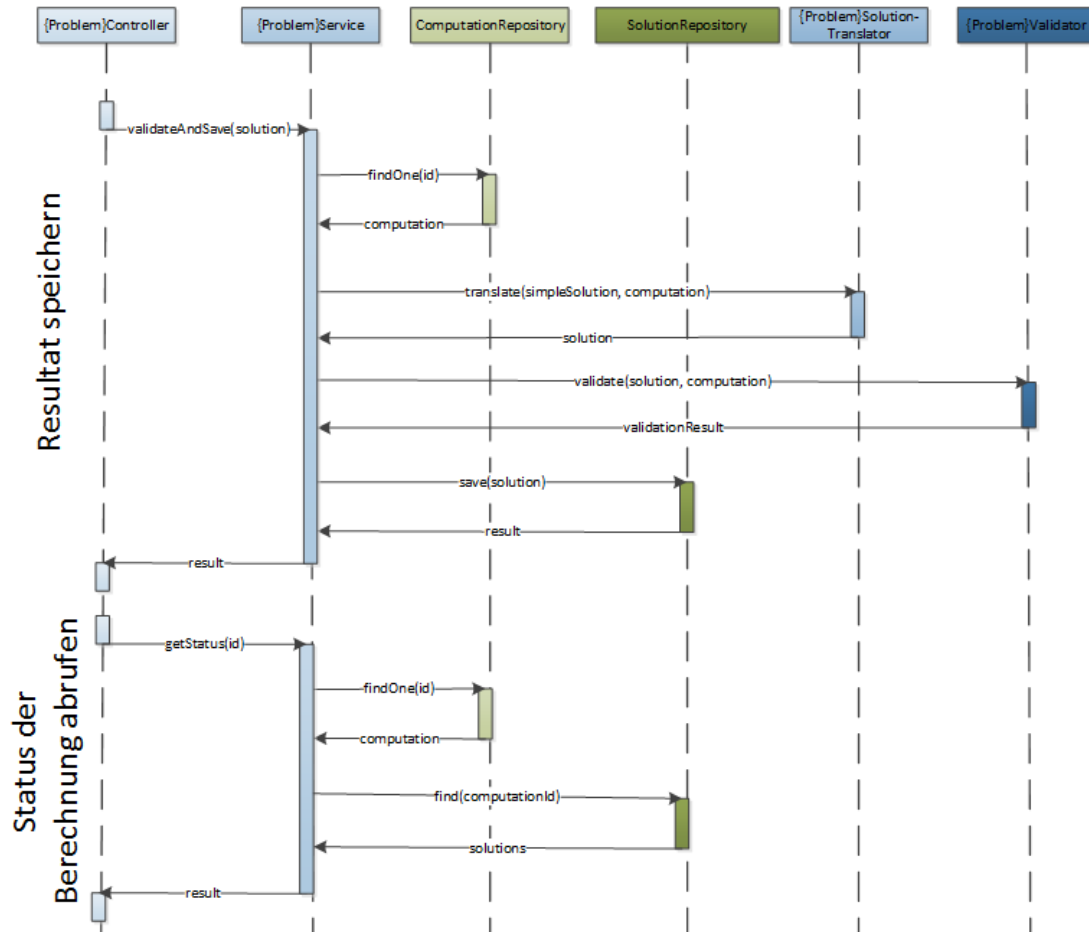 {Problem}Controller
{Problem}Service
ComputationRepository
SolutionRepository
{Problem}Solution-
Translator
{Problem}Validator
Resultat speichern
validateAndSave(solution)
findOne(id)
computation
translate(simpleSolution, computation)
solution
validate(solution, computation)
validationResult
save(solution)
result
result
Status der
Berechnung abrufen
getStatus(id)
findOne(id)
computation
find(computationId)
solutions
result